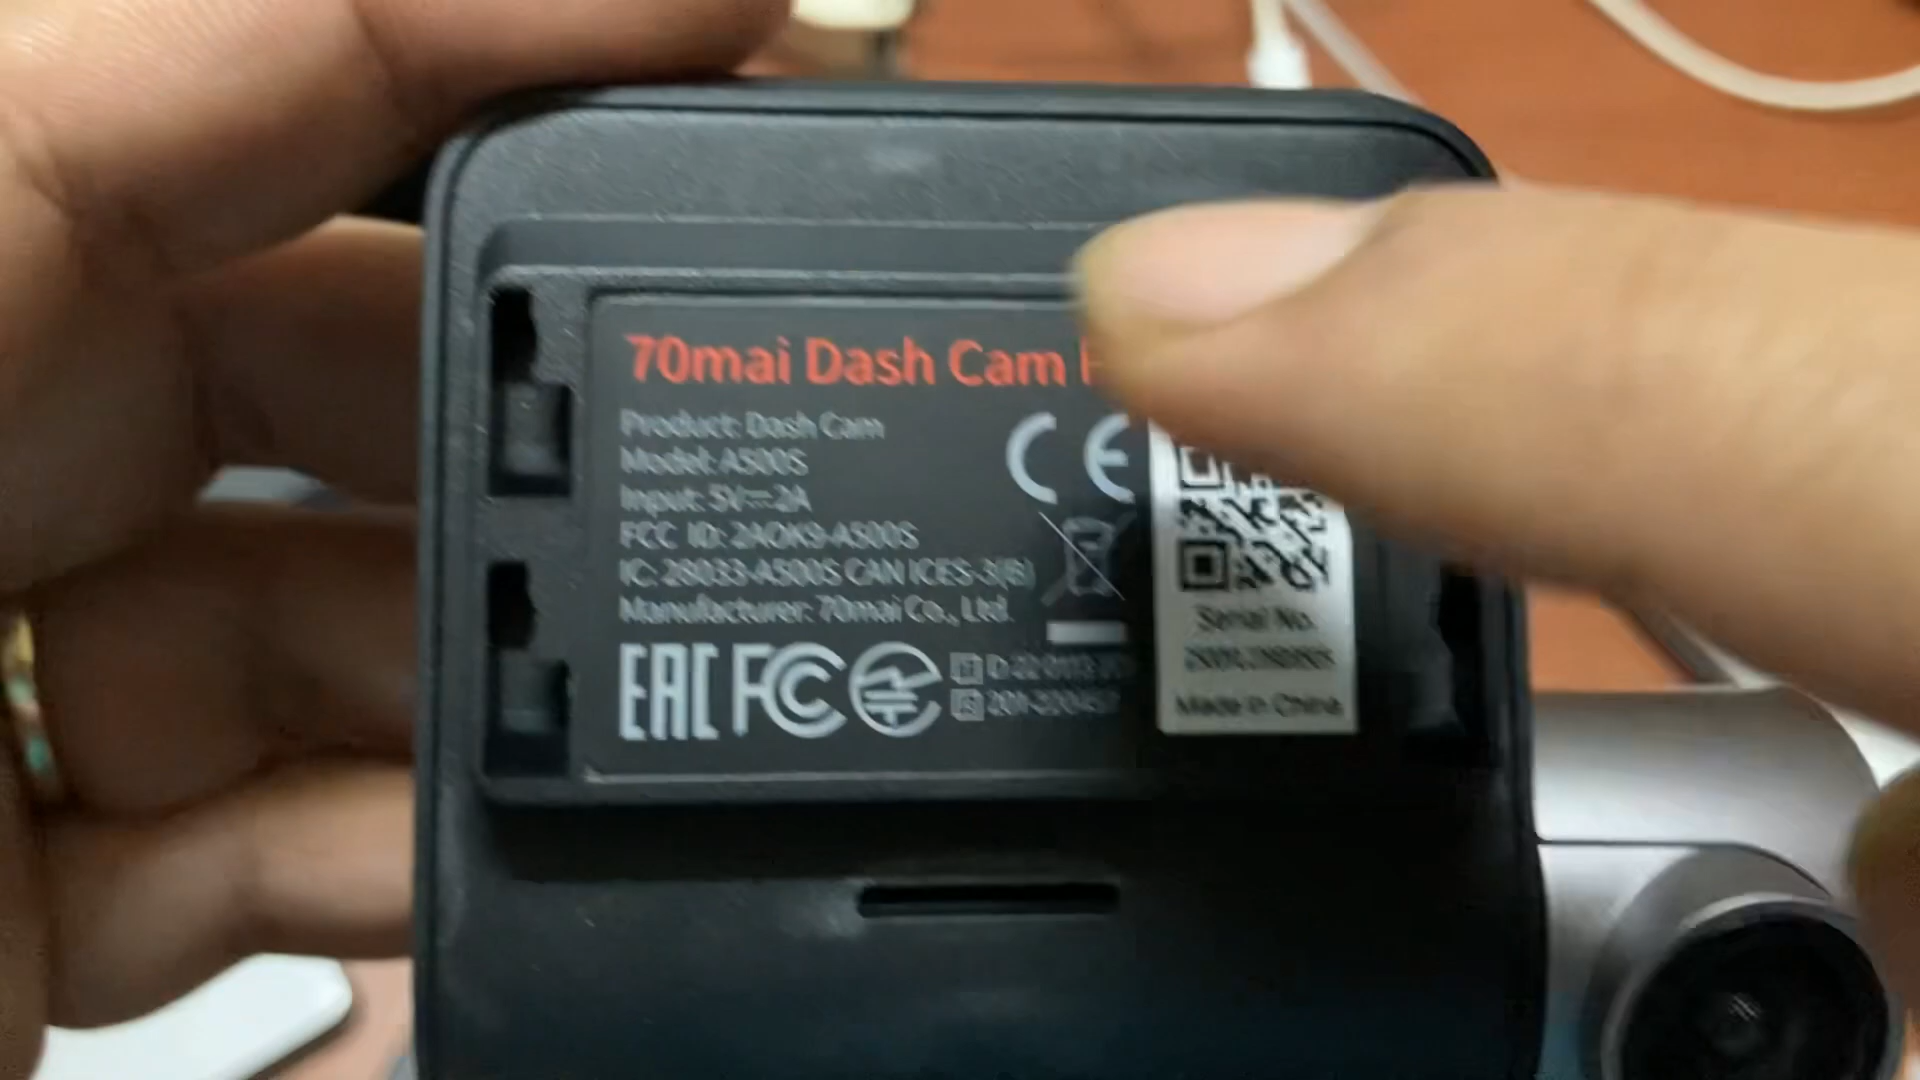 70mai Dash Cam
Product: Dash Cam
Model: A500S
Input: 5V⎓2A
FCC ID: 2AOK9-A500S
IC: 28033-A500S CAN ICES-3(B)
Manufacturer: 70mai Co., Ltd.
CE
EAC FC
Serial No.
Made in China